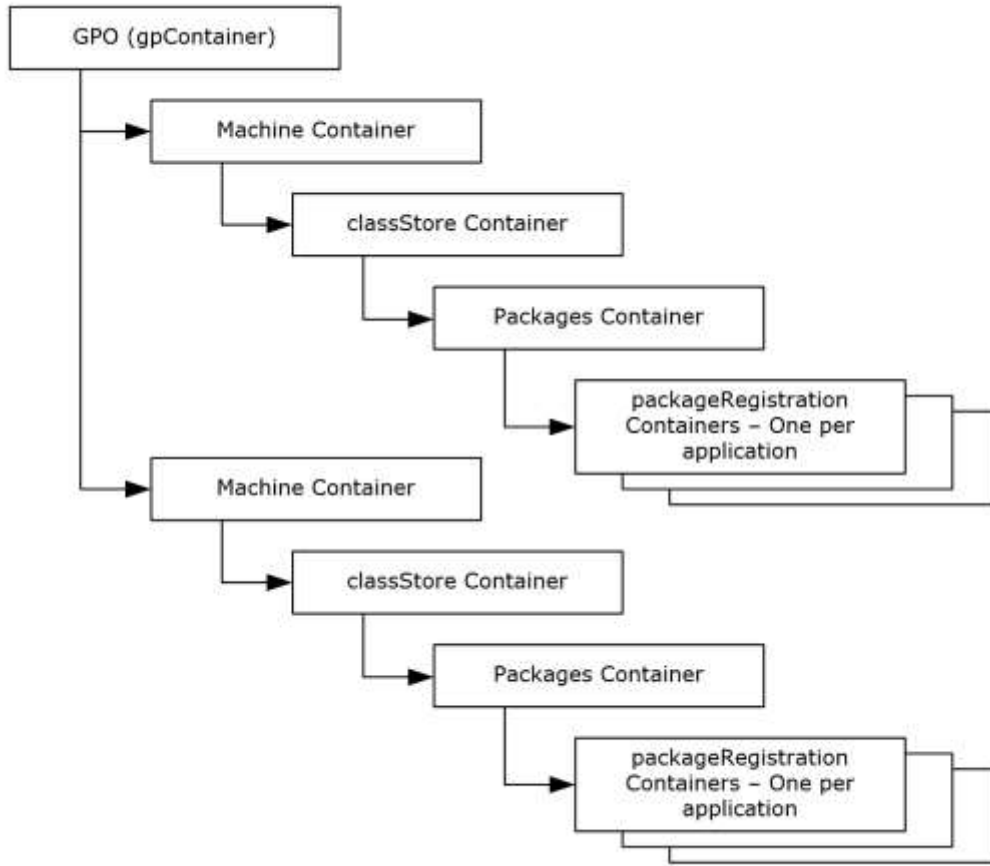 GPO (gpContainer)
Machine Container
classStore Container
Packages Container
packageRegistration
Containers – One per
application
Machine Container
classStore Container
Packages Container
packageRegistration
Containers – One per
application